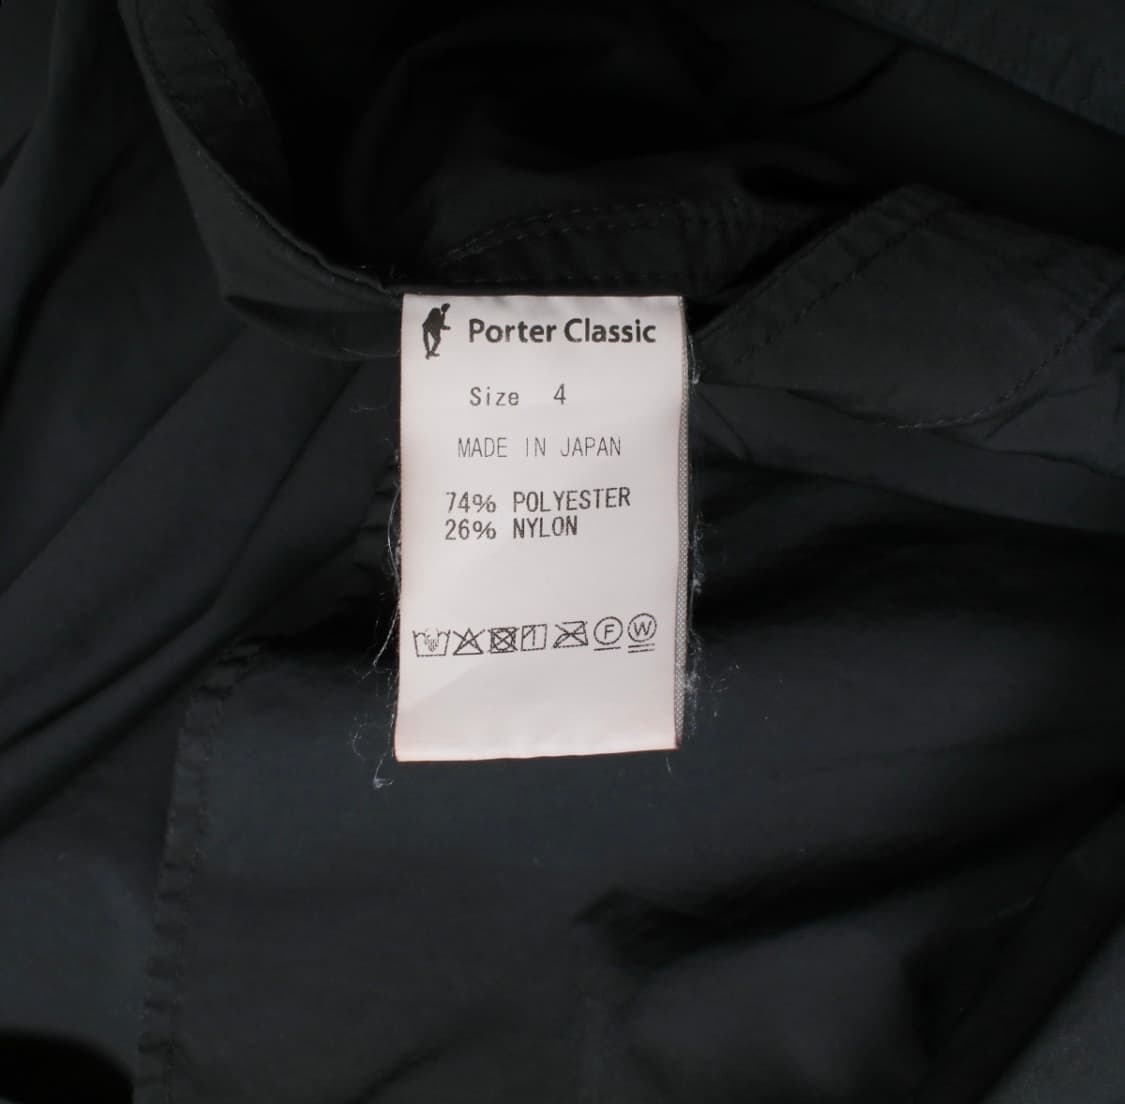 Porter Classic
Size 4
MADE IN JAPAN
74% POLYESTER
26% NYLON
F W